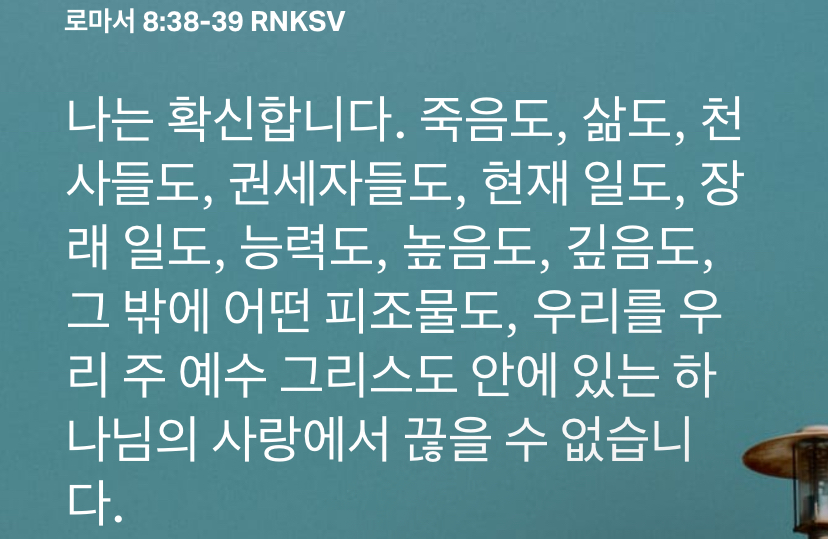 로마서 8:38-39 RNKSV
나는 확신합니다. 죽음도, 삶도, 천
사들도, 권세자들도, 현재 일도, 장
래 일도, 능력도, 높음도, 깊음도,
그 밖에 어떤 피조물도, 우리를 우
리 주 예수 그리스도 안에 있는 하
나님의 사랑에서 끊을 수 없습니
다.